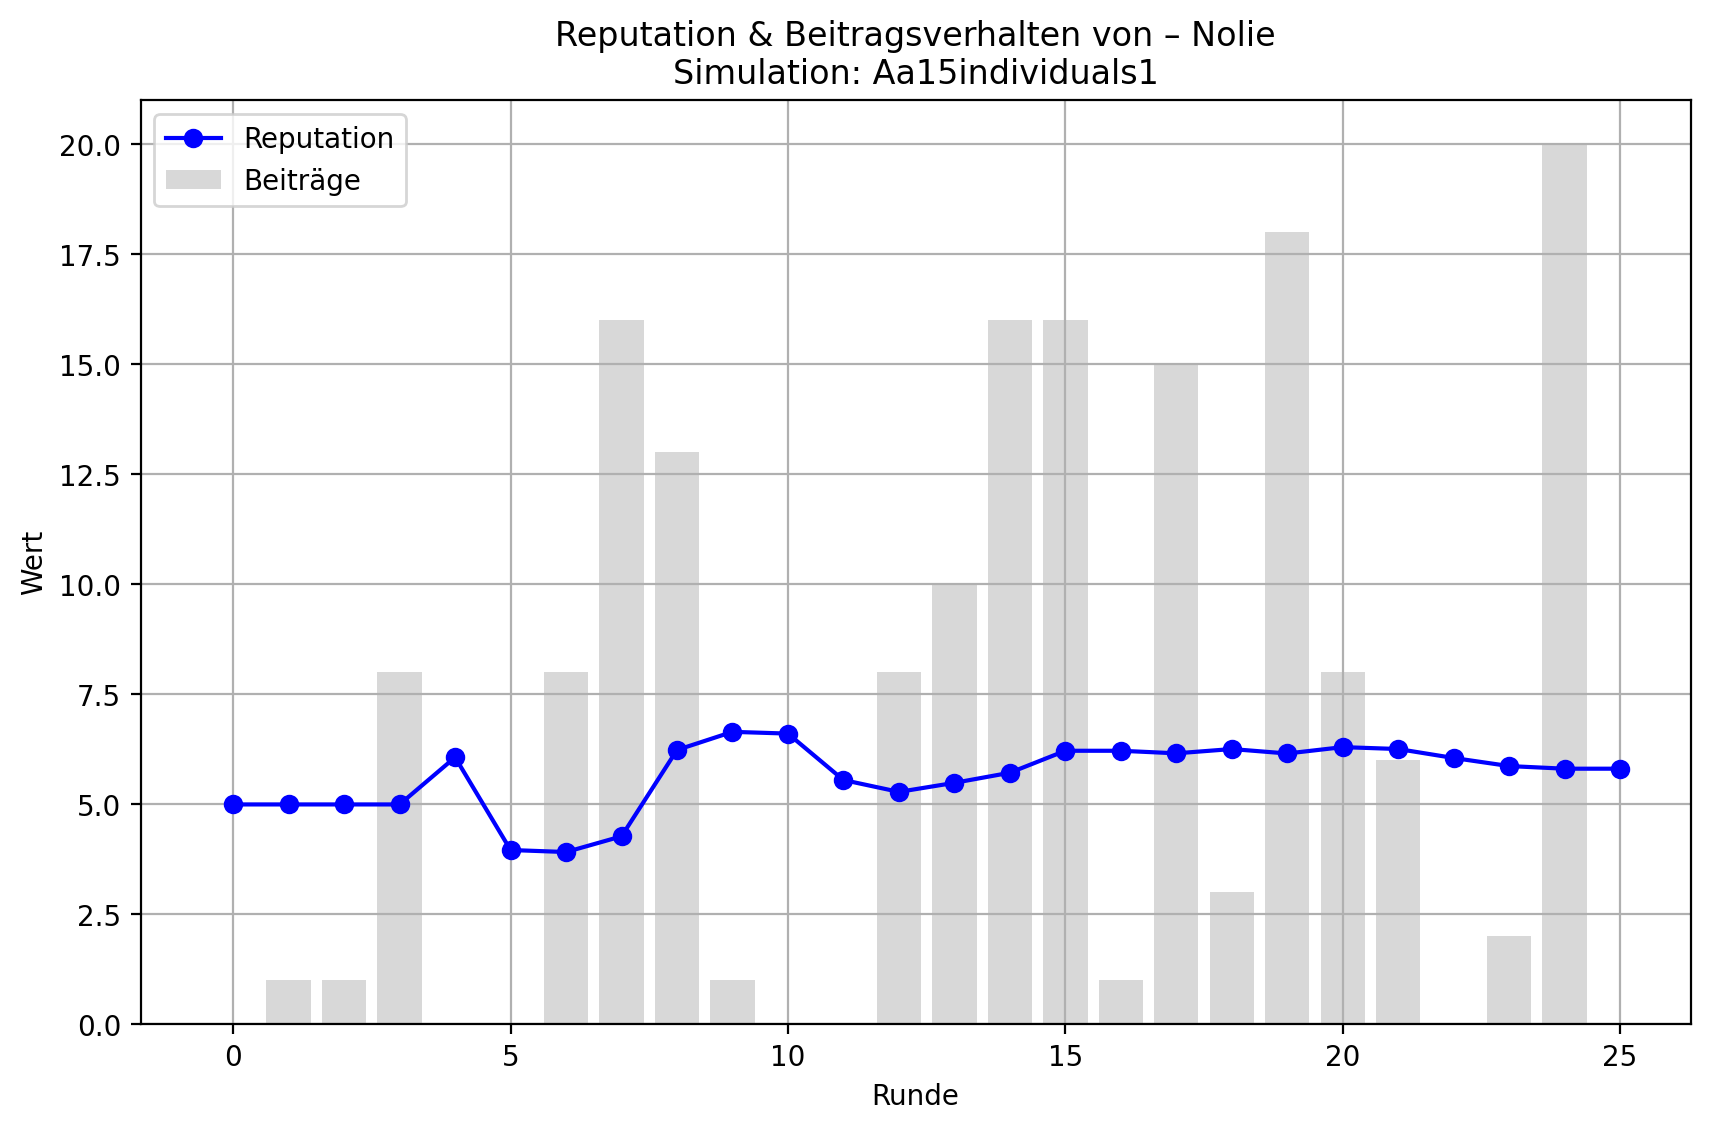 Reputation & Beitragsverhalten von – Nolie
Simulation: Aa15individuals1
Reputation
Beiträge
20.0
17.5
15.0
12.5
10.0
7.5
5.0
2.5
0.0
Wert
0 5 10 15 20 25
Runde